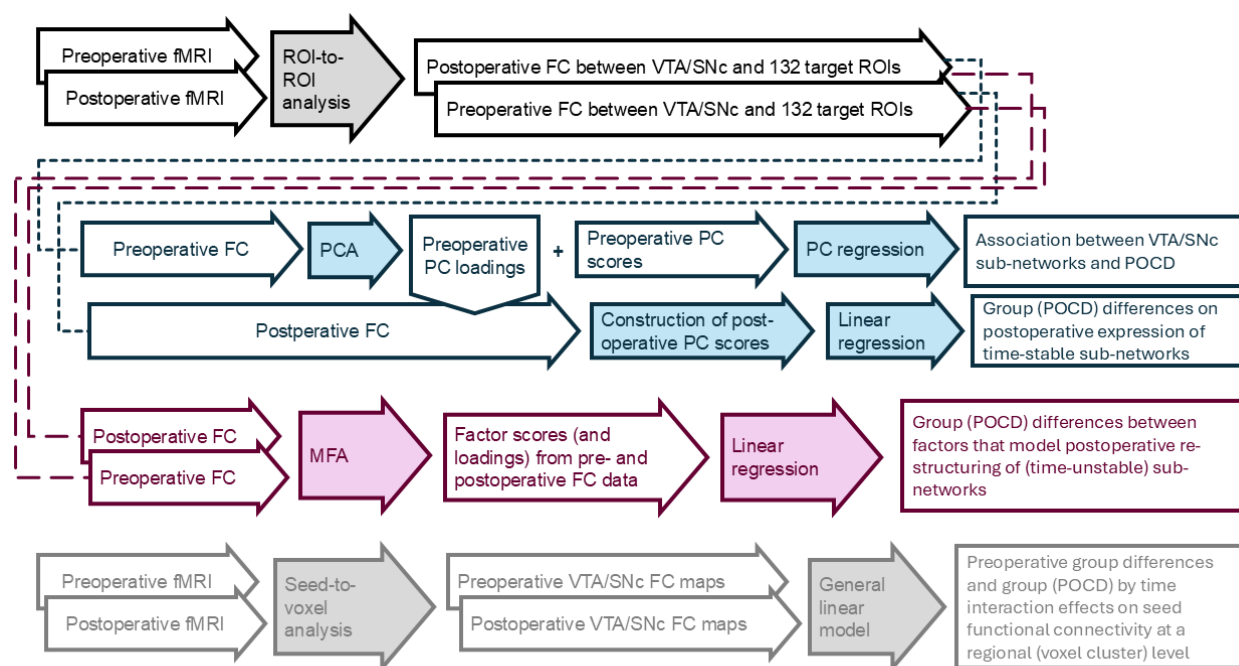 Preoperative fMRI
Postoperative fMRI
ROI-to-
ROI
analysis
Postoperative FC between VTA/SNc and 132 target ROIs
Preoperative FC between VTA/SNc and 132 target ROIs
Preoperative FC
PCA
Preoperative
PC loadings
+
Preoperative PC
scores
PC regression
Association between VTA/SNc
sub-networks and POCD
Postperative FC
Construction of post-
operative PC scores
Linear
regression
Group (POCD) differences on
postoperative expression of
time-stable sub-networks
Postoperative FC
Preoperative FC
MFA
Factor scores (and
loadings) from pre- and
postoperative FC data
Linear
regression
Group (POCD) differences between
factors that model postoperative re-
structuring of (time-unstable) sub-
networks
Preoperative fMRI
Postoperative fMRI
Seed-to-
voxel
analysis
Preoperative VTA/SNc FC maps
Postoperative VTA/SNc FC maps
General
linear
model
Preoperative group differences
and group (POCD) by time
interaction effects on seed
functional connectivity at a
regional (voxel cluster) level